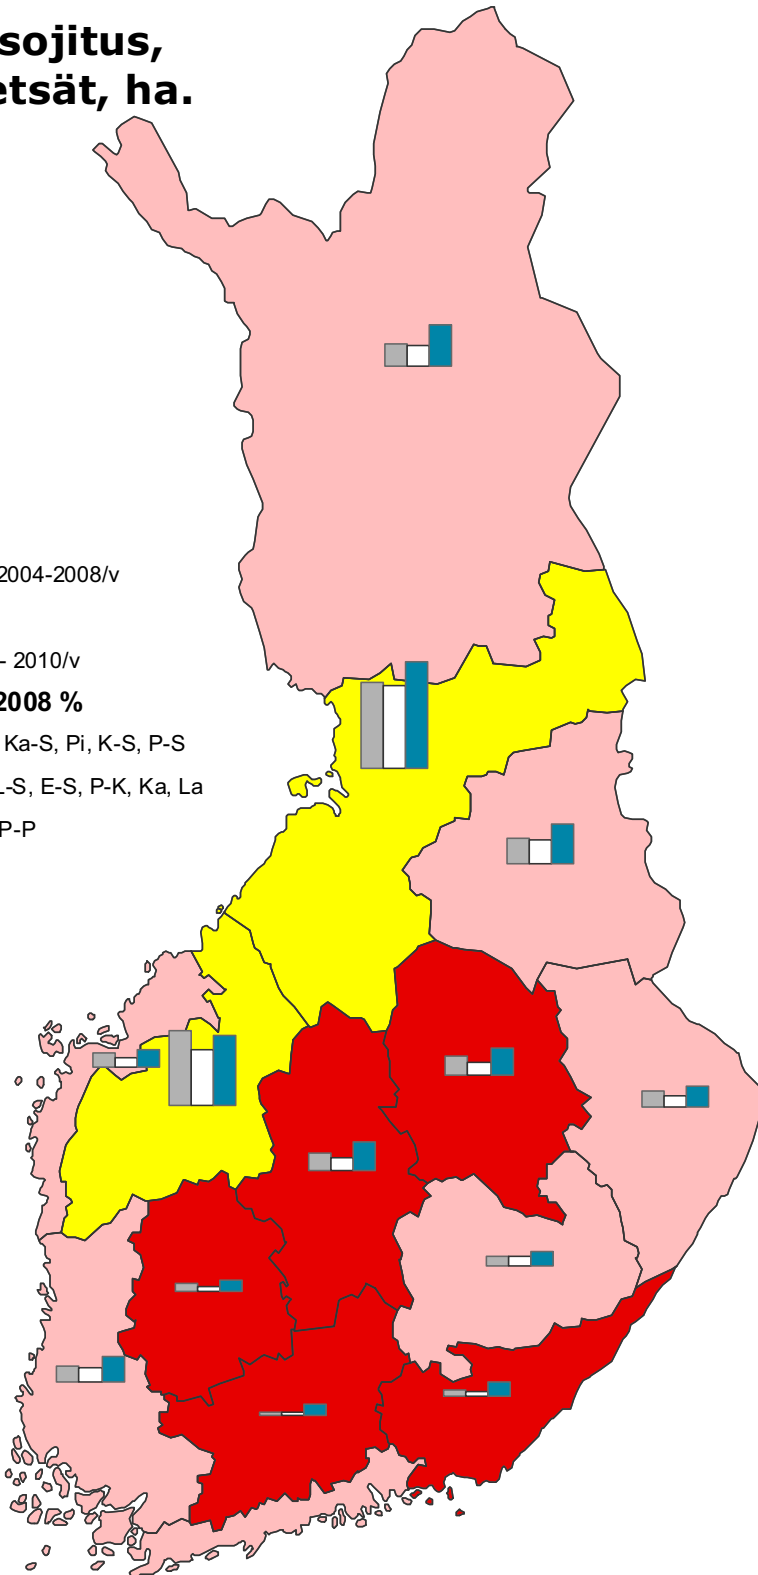 sojitus,
etsät, ha.
2004-2008/v
- 2010/v
2008 %
Ka-S, Pi, K-S, P-S
L-S, E-S, P-K, Ka, La
P-P